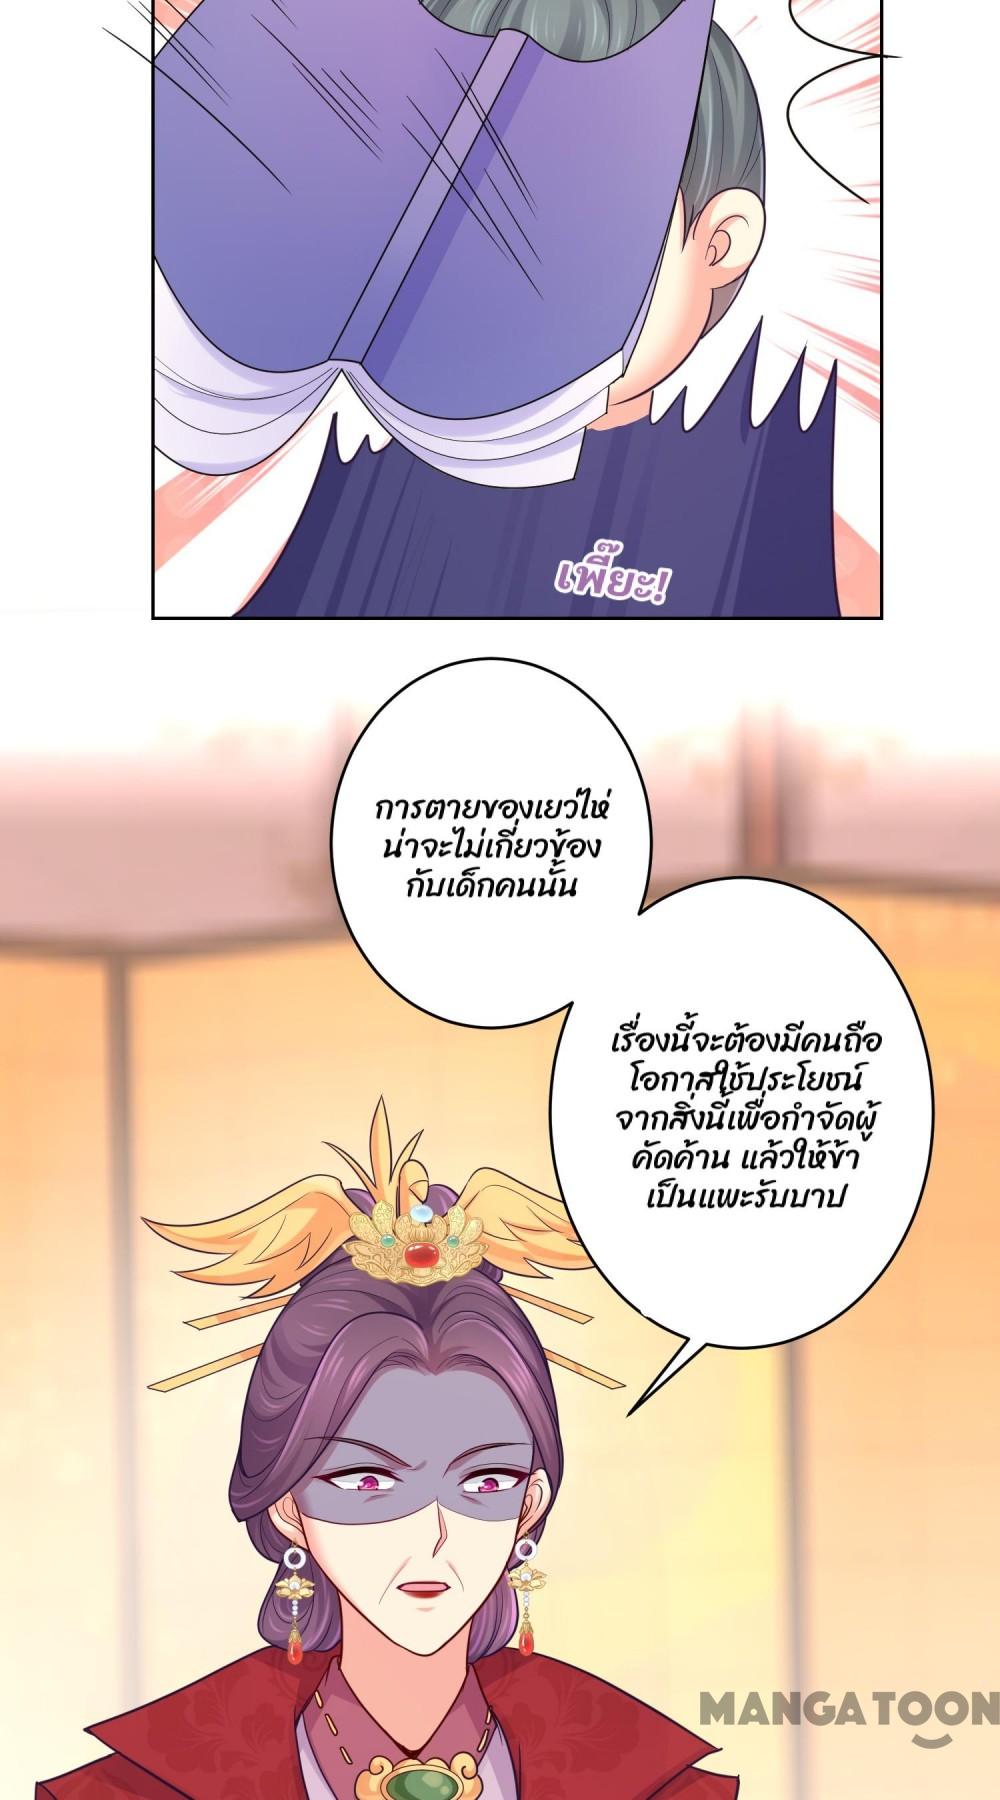 เพี๊ยะ!
การตายของเยว่ไห่
น่าจะไม่เกี่ยวข้อง
กับเด็กคนนั้น
เรื่องนี้จะต้องมีคนถือ
โอกาสใช้ประโยชน์
จากสิ่งนี้เพื่อกำจัดผู้
คัดค้าน แล้วให้ข้า
เป็นแพะรับบาป
MANGATOON